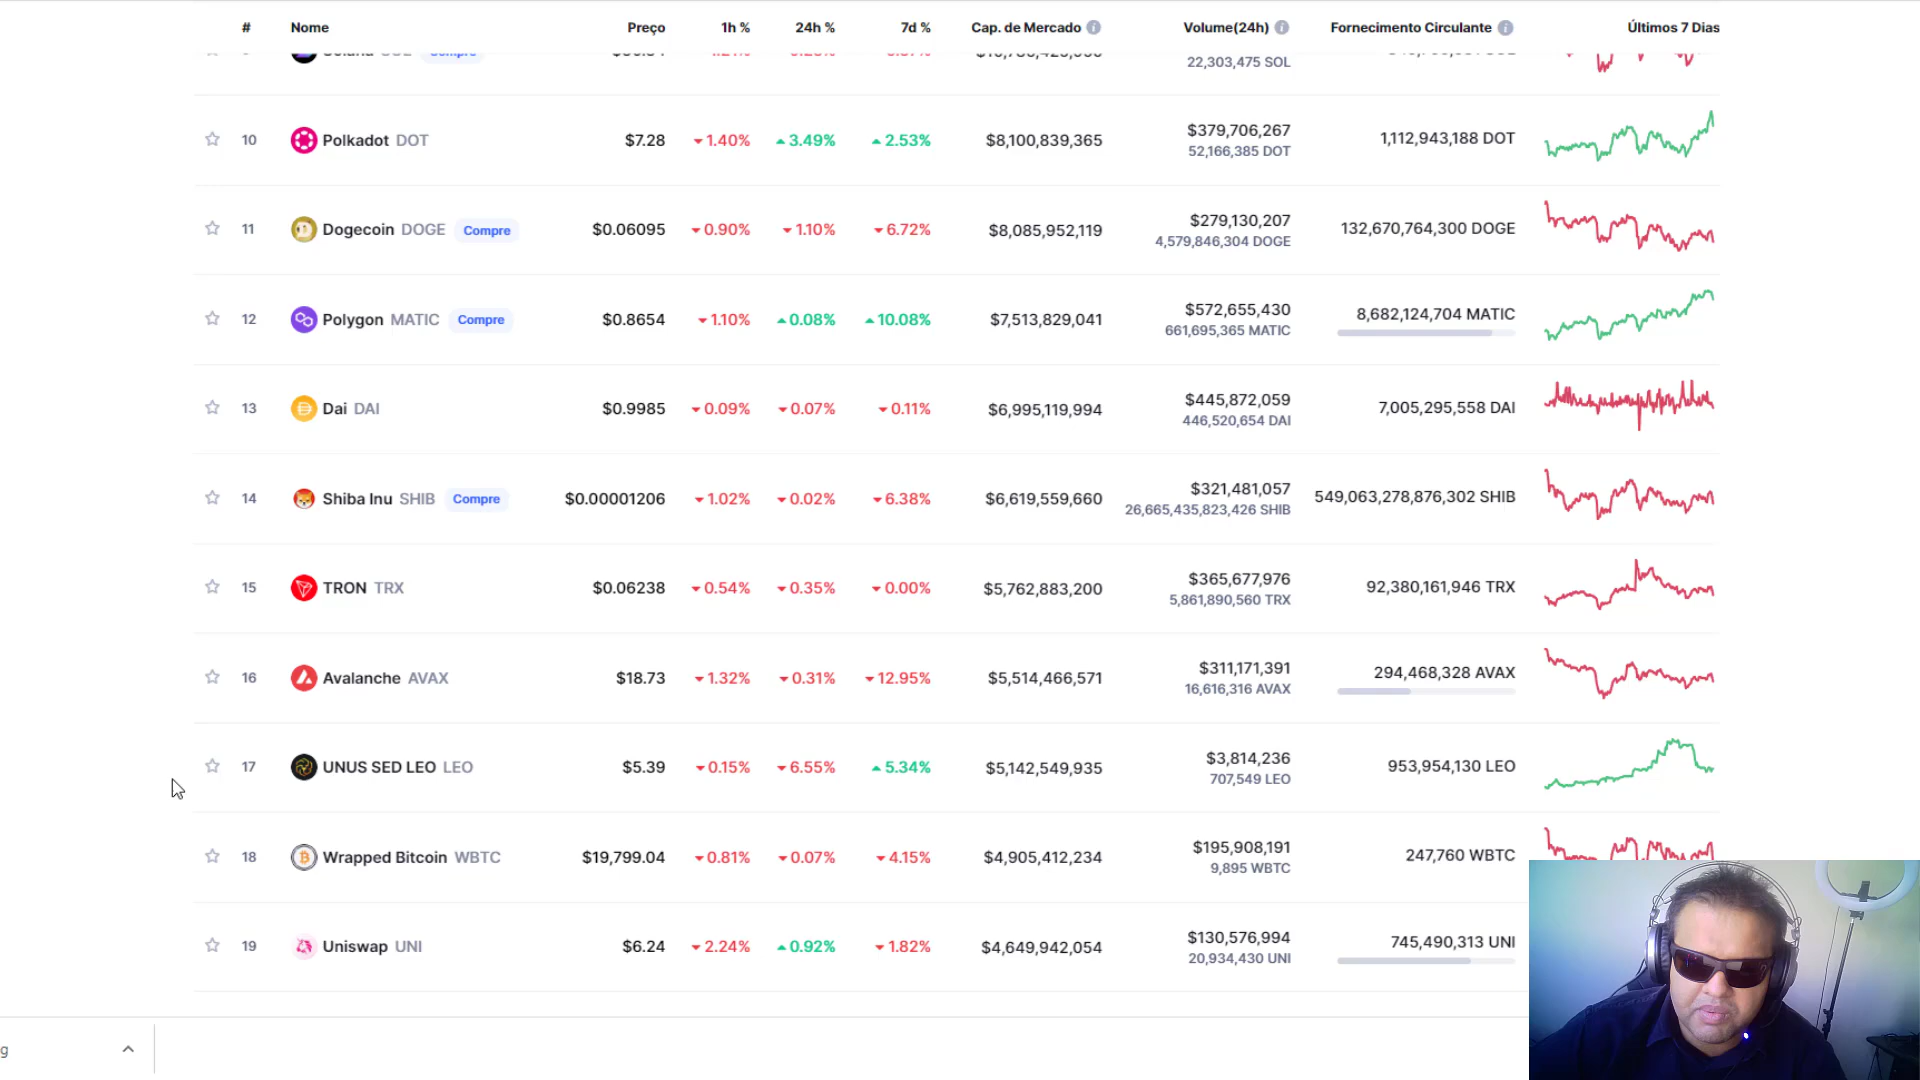 # Nome Preço 1h % 24h % 7d % Cap. de Mercado Volume(24h) Fornecimento Circulante Últimos 7 Dias
Solana SOL Compre
22,303,475 SOL
10 Polkadot DOT $7.28 1.40% 3.49% 2.53% $8,100,839,365 $379,706,267 1,112,943,188 DOT
52,166,385 DOT
11 Dogecoin DOGE Compre $0.06095 0.90% 1.10% 6.72% $8,085,952,119 $279,130,207 132,670,764,300 DOGE
4,579,846,304 DOGE
12 Polygon MATIC Compre $0.8654 1.10% 0.08% 10.08% $7,513,829,041 $572,655,430 8,682,124,704 MATIC
661,695,365 MATIC
13 Dai DAI $0.9985 0.09% 0.07% 0.11% $6,995,119,994 $445,872,059 7,005,295,558 DAI
446,520,654 DAI
14 Shiba Inu SHIB Compre $0.00001206 1.02% 0.02% 6.38% $6,619,559,660 $321,481,057 549,063,278,876,302 SHIB
26,665,435,823,426 SHIB
15 TRON TRX $0.06238 0.54% 0.35% 0.00% $5,762,883,200 $365,677,976 92,380,161,946 TRX
5,861,890,560 TRX
16 Avalanche AVAX $18.73 1.32% 0.31% 12.95% $5,514,466,571 $311,171,391 294,468,328 AVAX
16,616,316 AVAX
17 UNUS SED LEO LEO $5.39 0.15% 6.55% 5.34% $5,142,549,935 $3,814,236 953,954,130 LEO
707,549 LEO
18 Wrapped Bitcoin WBTC $19,799.04 0.81% 0.07% 4.15% $4,905,412,234 $195,908,191 247,760 WBTC
9,895 WBTC
19 Uniswap UNI $6.24 2.24% 0.92% 1.82% $4,649,942,054 $130,576,994 745,490,313 UNI
20,934,430 UNI
g